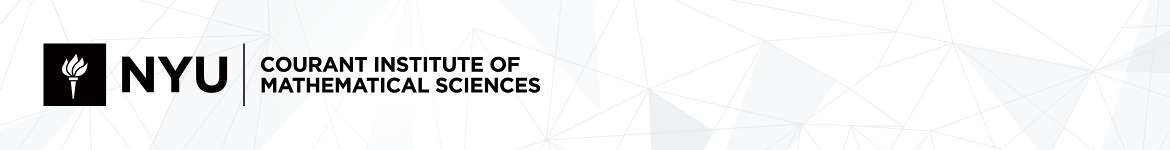 NYU
COURANT INSTITUTE OF
MATHEMATICAL SCIENCES